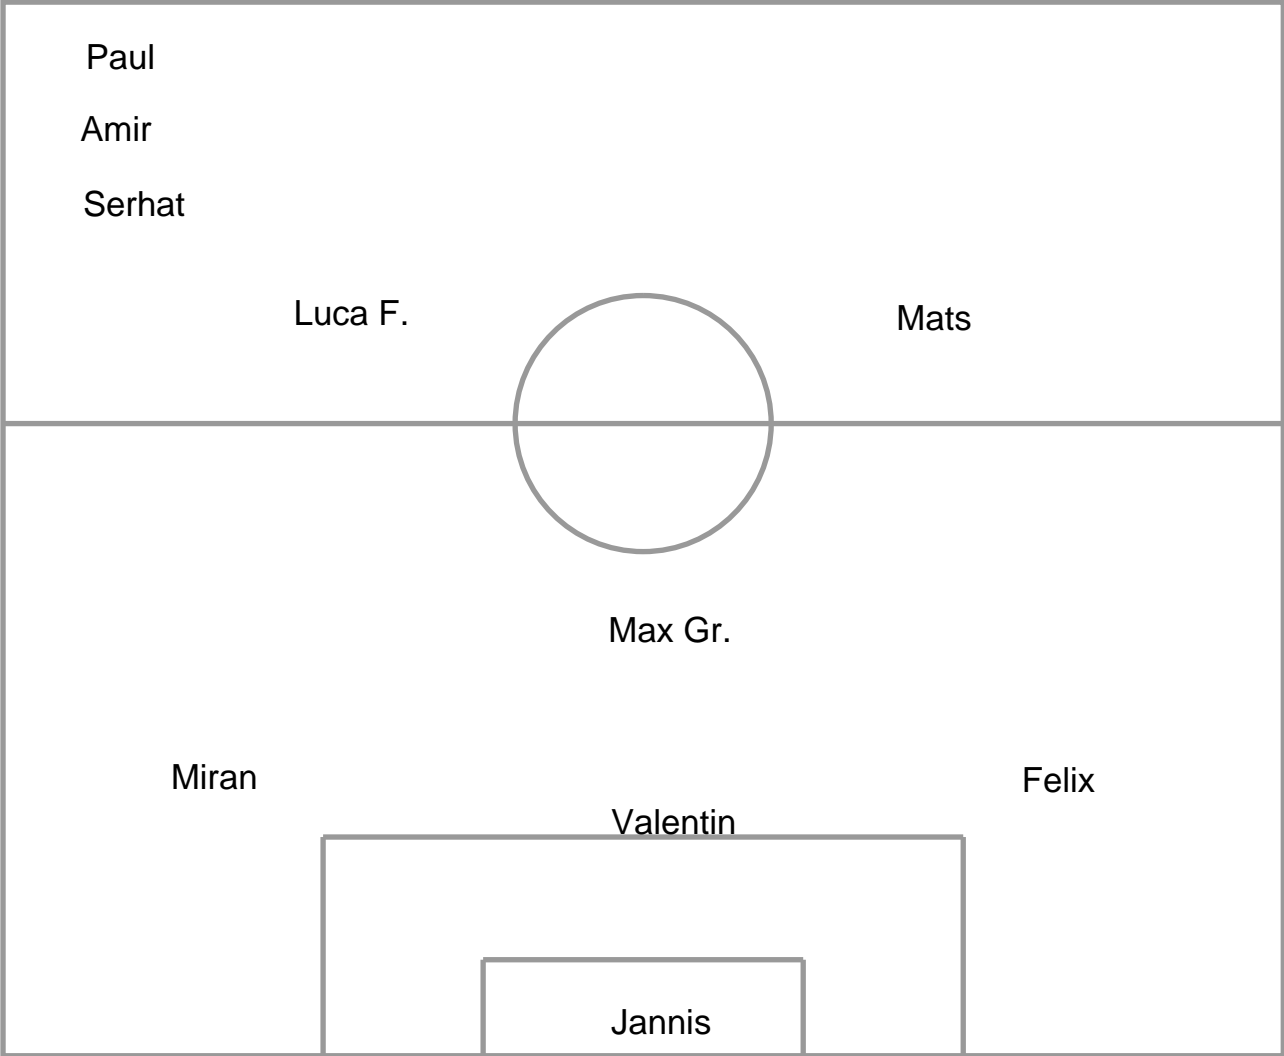 Paul
Amir
Serhat
Luca F.
Mats
Max Gr.
Miran
Felix
Valentin
Jannis